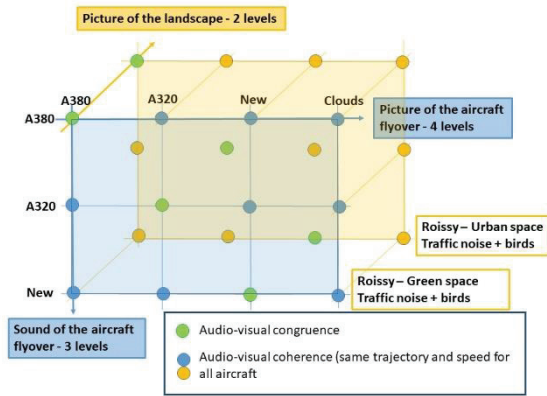 Picture of the landscape - 2 levels
A380
A320
New
Clouds
A380
Picture of the aircraft
flyover - 4 levels
A320
Roissy – Urban space
Traffic noise + birds
New
Roissy – Green space
Traffic noise + birds
Sound of the aircraft
flyover - 3 levels
Audio-visual congruence
Audio-visual coherence (same trajectory and speed for
all aircraft